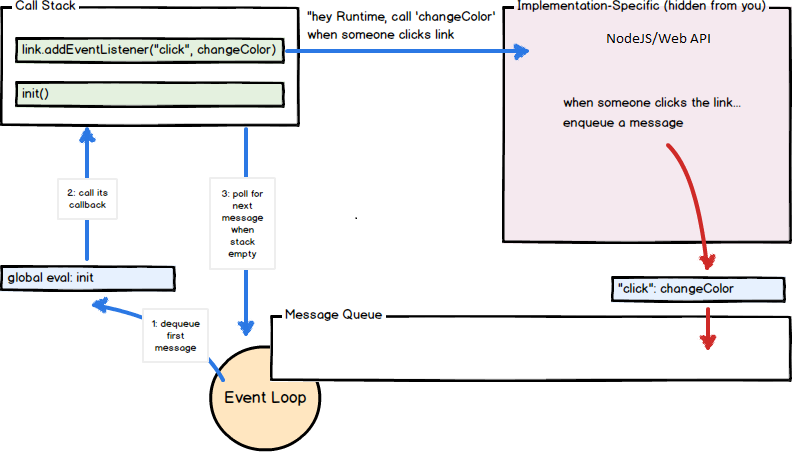 Call Stack
link.addEventListener("click", changeColor)
init()
"hey Runtime, call 'changeColor'
when someone clicks link
Implementation-Specific (hidden from you)
NodeJS/Web API
when someone clicks the link...
enqueue a message
2: call its
callback
3: poll for
next
message
when
stack
empty
global eval: init
"click": changeColor
1: dequeue
first
message
Message Queue
Event Loop